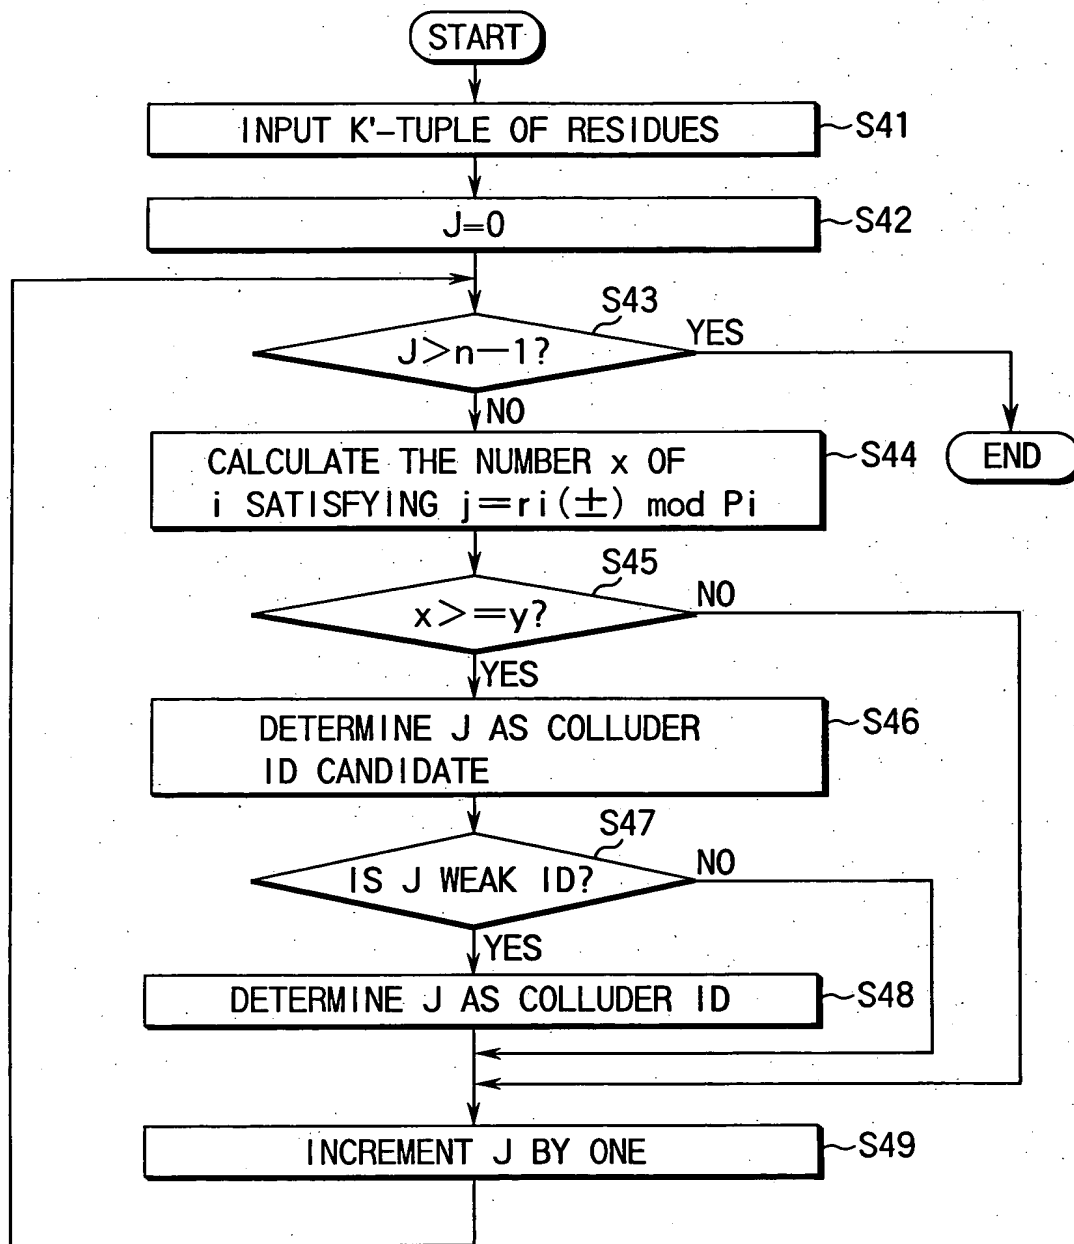 START
INPUT K'-TUPLE OF RESIDUES
S41
J=0
S42
S43
J>n-1?
YES
NO
CALCULATE THE NUMBER x OF
i SATISFYING j=ri(±) mod Pi
S44
END
S45
x>=y?
NO
YES
DETERMINE J AS COLLUDER
ID CANDIDATE
S46
S47
IS J WEAK ID?
NO
YES
DETERMINE J AS COLLUDER ID
S48
INCREMENT J BY ONE
S49